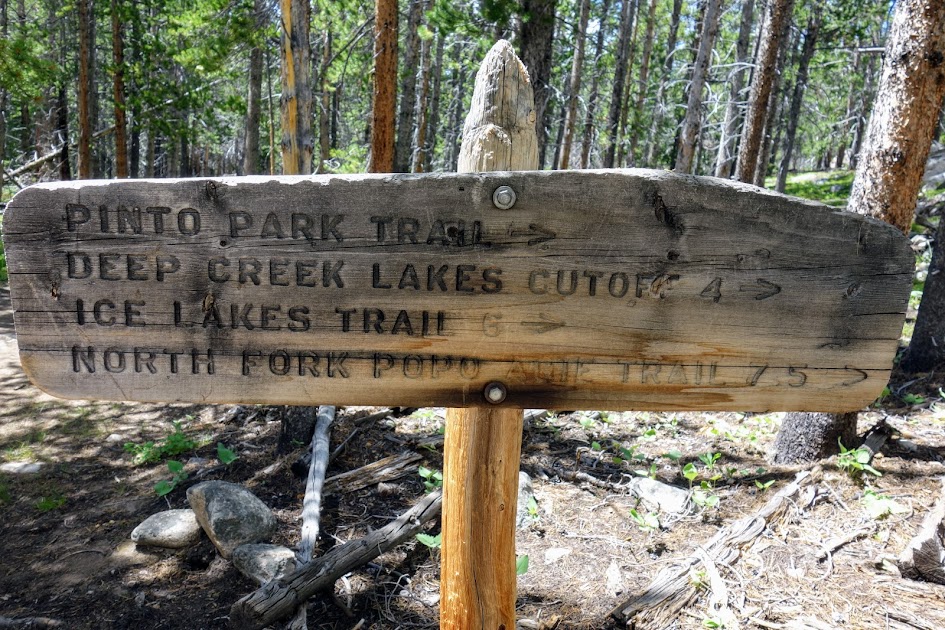 PINTO PARK TRAIL →
DEEP CREEK LAKES CUTOFF 4 →
ICE LAKES TRAIL 6 →
NORTH FORK POPO AGIE TRAIL 7.5 →